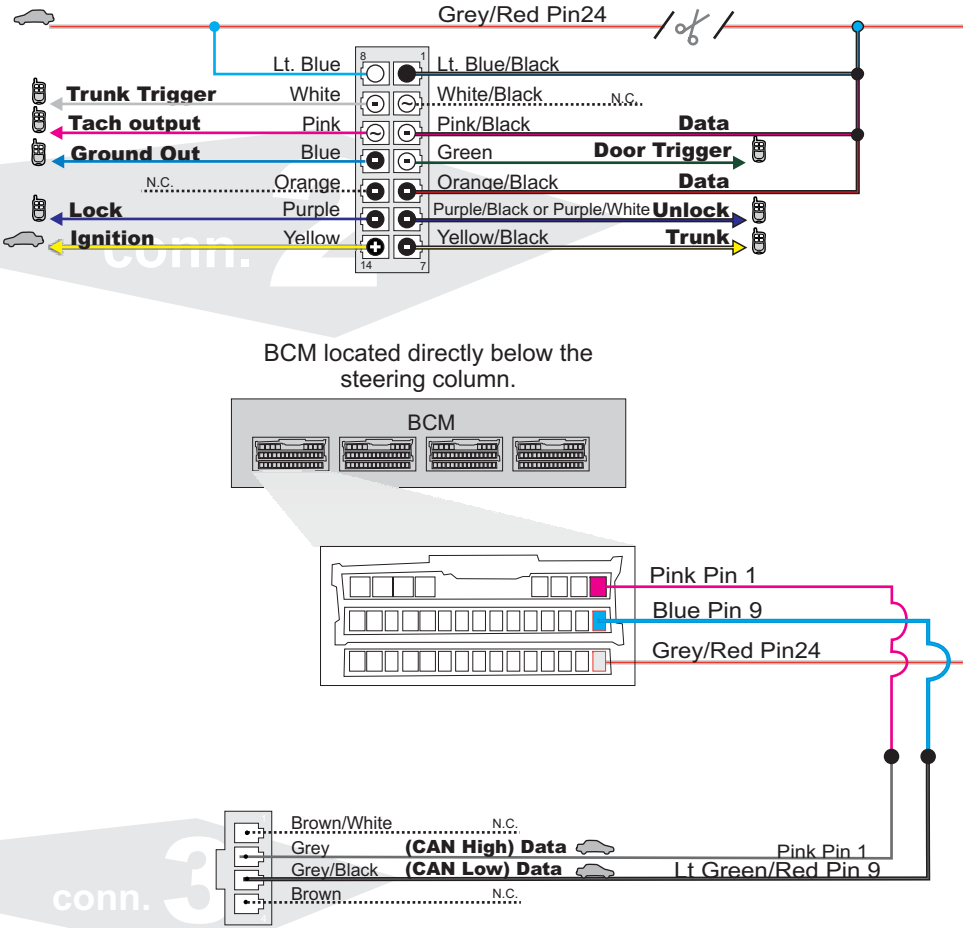 Grey/Red Pin24
8 1
Lt. Blue Lt. Blue/Black
Trunk Trigger White White/Black N.C.
Tach output Pink Pink/Black Data
Ground Out Blue Green Door Trigger
N.C. Orange Orange/Black Data
Lock Purple Purple/Black or Purple/White Unlock
Ignition Yellow Yellow/Black Trunk
14 7
conn. 2
BCM located directly below the
steering column.
BCM
Pink Pin 1
Blue Pin 9
Grey/Red Pin24
1
Brown/White N.C.
Grey (CAN High) Data Pink Pin 1
Grey/Black (CAN Low) Data Lt Green/Red Pin 9
Brown N.C.
4
conn. 3